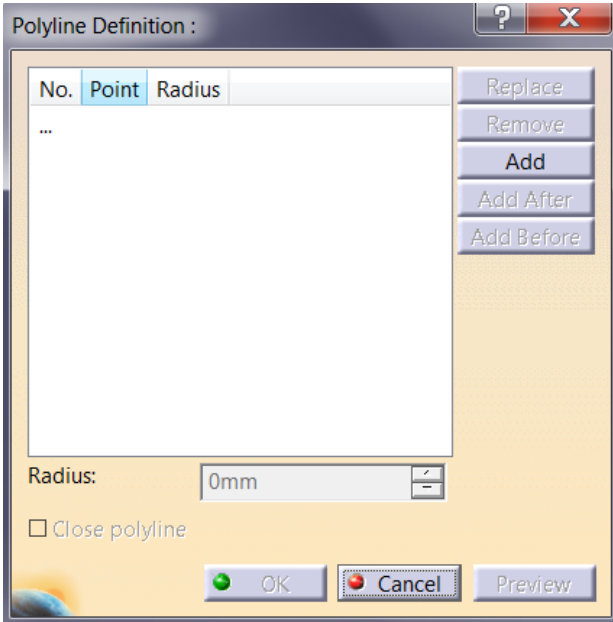 Polyline Definition :
?
X
No. Point Radius
Replace
...
Remove
Add
Add After
Add Before
Radius:
0mm
Close polyline
OK Cancel Preview